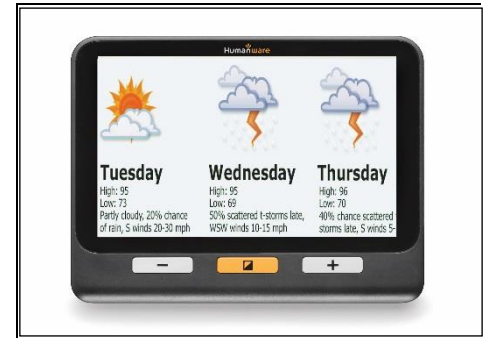 Humanware
Tuesday
High: 95
Low: 73
Partly cloudy, 20% chance
of rain, S winds 20-30 mph
Wednesday
High: 95
Low: 69
50% scattered t-storms late,
WSW winds 10-15 mph
Thursday
High: 96
Low: 70
40% chance scattered
storms late, S winds 5-
− +